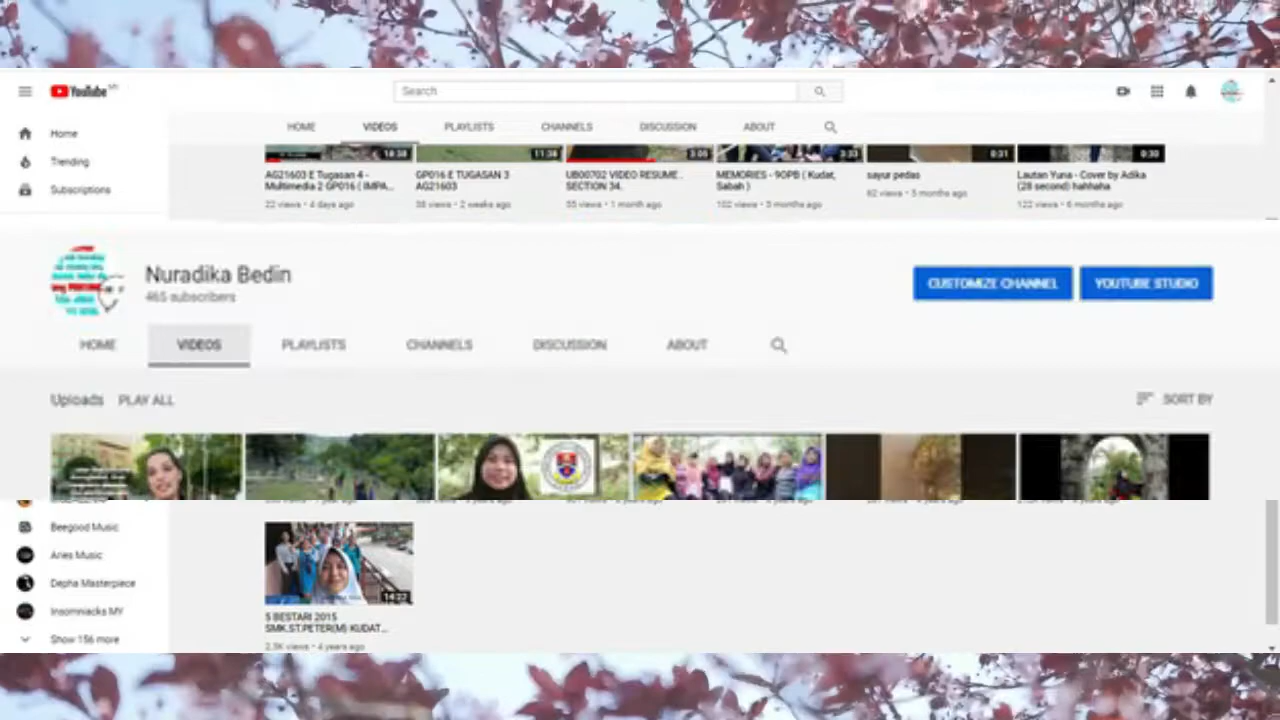 YouTube MY
Search
Home
Trending
Subscriptions
HOME VIDEOS PLAYLISTS CHANNELS DISCUSSION ABOUT
18:38 11:38 3:05 3:33 0:31 0:30
AG21603 E Tugasan 4 -
Multimedia 2 GP016 ( IMPA...
22 views • 4 days ago
GP016 E TUGASAN 3
AG21603
38 views • 2 weeks ago
UB00702 VIDEO RESUME .
SECTION 34.
55 views • 1 month ago
MEMORIES - 9OPB ( Kudat,
Sabah )
102 views • 3 months ago
sayur pedas
62 views • 5 months ago
Lautan Yuna - Cover by Adika
(28 second) hahhaha
122 views • 6 months ago
Nuradika Bedin
465 subscribers
CUSTOMIZE CHANNEL YOUTUBE STUDIO
HOME VIDEOS PLAYLISTS CHANNELS DISCUSSION ABOUT
Uploads PLAY ALL SORT BY
Beegood Music
Aries Music
Depha Masterpiece
Insomniacks MY
Show 156 more
14:27
5 BESTARI 2015
SMK.ST.PETER(M) KUDAT...
2.5K views • 4 years ago